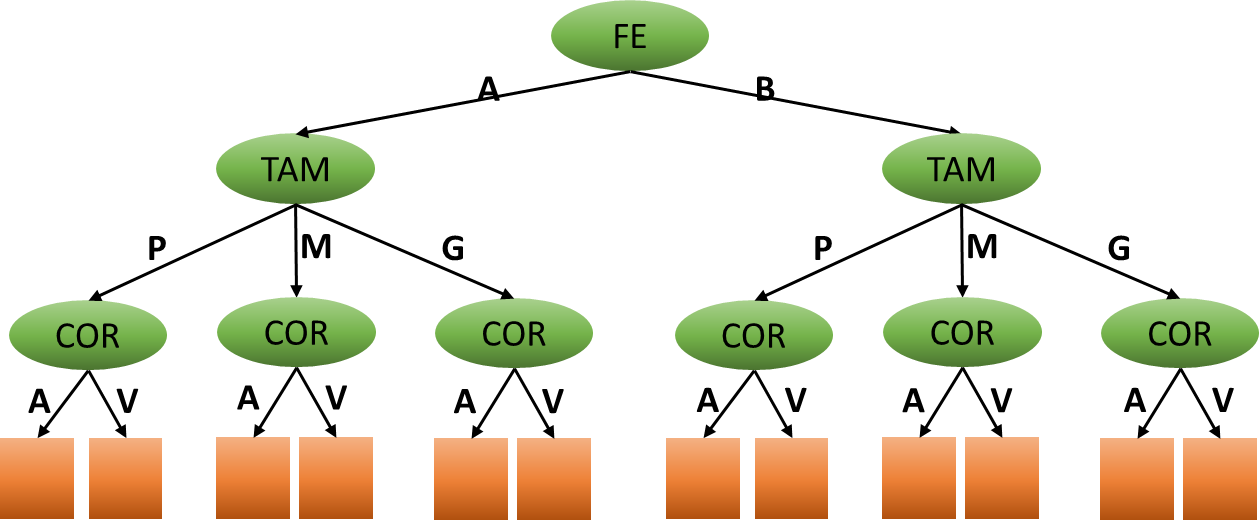 FE
A B
TAM TAM
P M G P M G
COR COR COR COR COR COR
A V A V A V A V A V A V